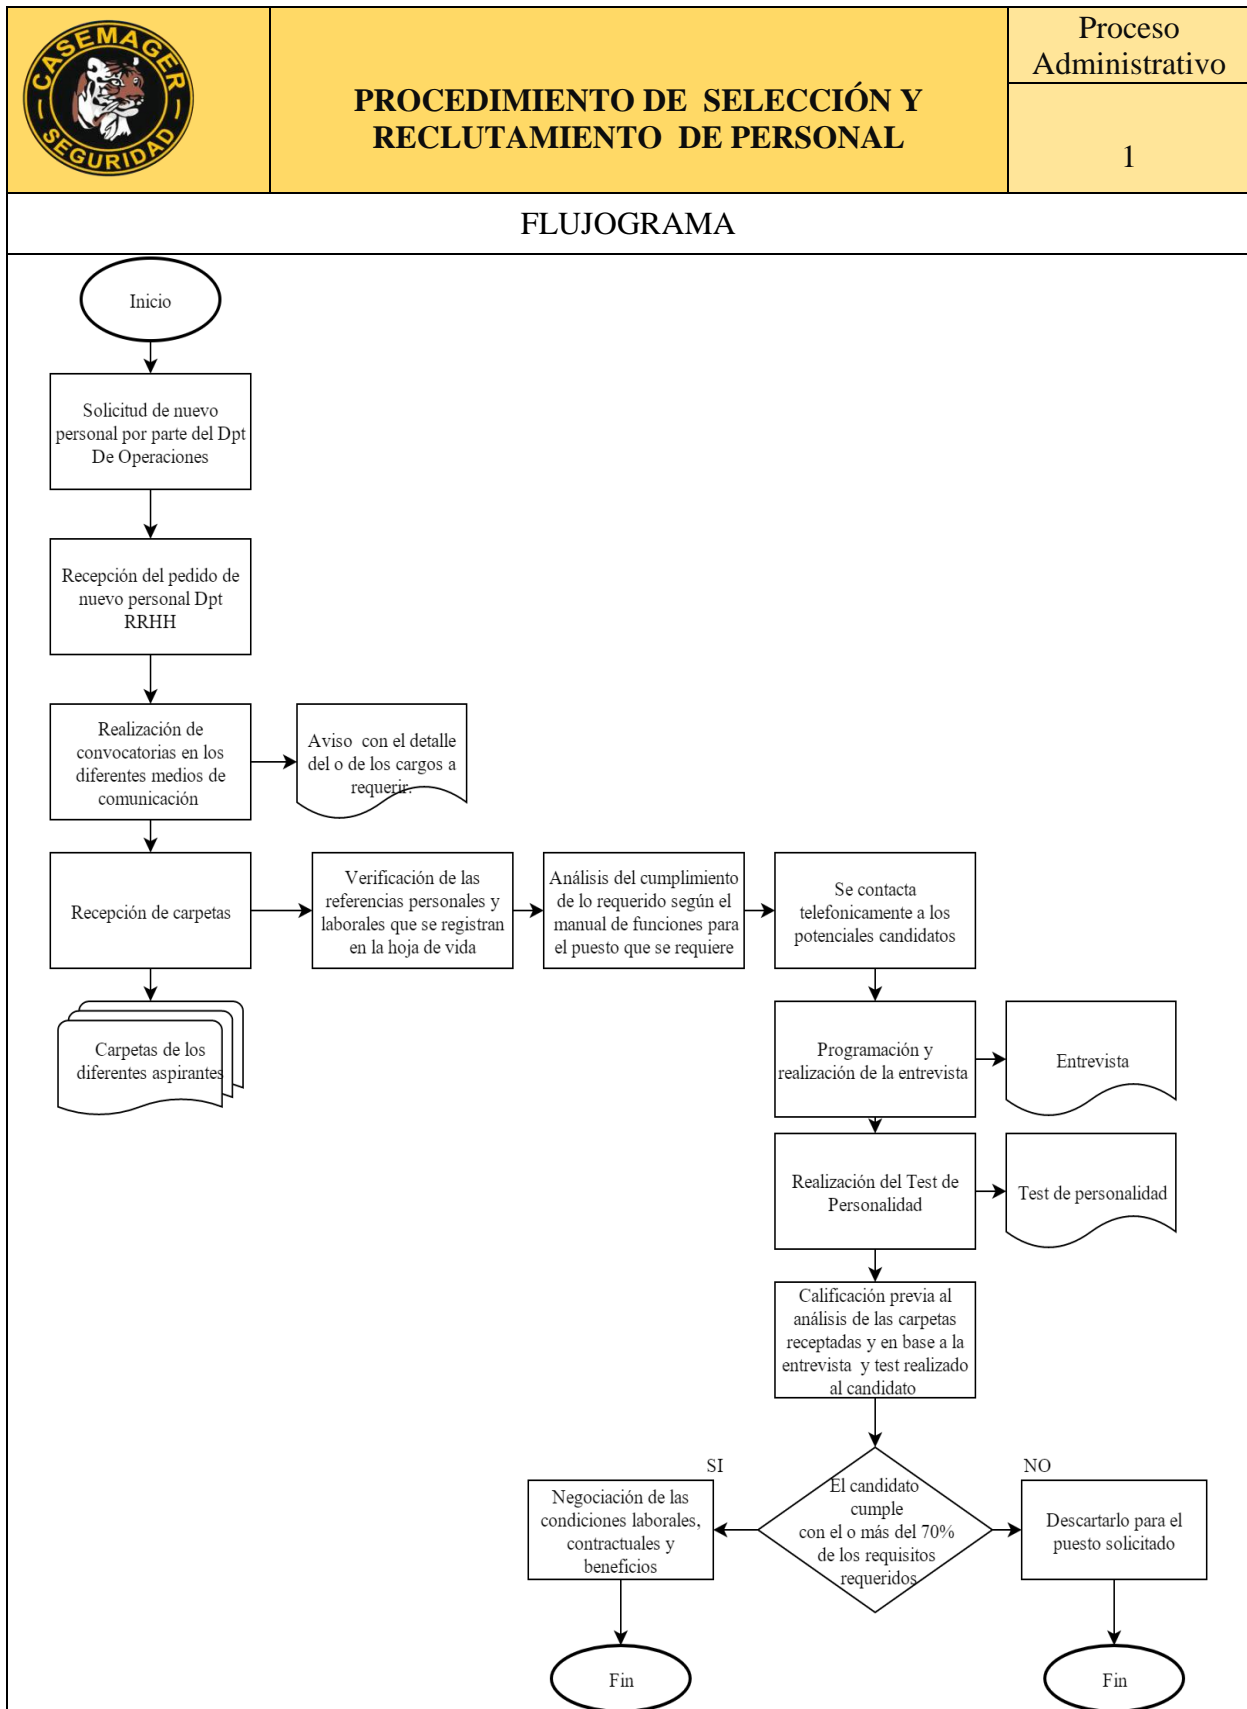 CASEMAGER
SEGURIDAD
PROCEDIMIENTO DE SELECCIÓN Y
RECLUTAMIENTO DE PERSONAL
Proceso
Administrativo
1
FLUJOGRAMA
Inicio
Solicitud de nuevo
personal por parte del Dpt
De Operaciones
Recepción del pedido de
nuevo personal Dpt
RRHH
Realización de
convocatorias en los
diferentes medios de
comunicación
Aviso con el detalle
del o de los cargos a
requerir.
Recepción de carpetas
Verificación de las
referencias personales y
laborales que se registran
en la hoja de vida
Análisis del cumplimiento
de lo requerido según el
manual de funciones para
el puesto que se requiere
Se contacta
telefonicamente a los
potenciales candidatos
Carpetas de los
diferentes aspirantes
Programación y
realización de la entrevista
Entrevista
Realización del Test de
Personalidad
Test de personalidad
Calificación previa al
análisis de las carpetas
receptadas y en base a la
entrevista y test realizado
al candidato
SI
NO
Negociación de las
condiciones laborales,
contractuales y
beneficios
El candidato
cumple
con el o más del 70%
de los requisitos
requeridos
Descartarlo para el
puesto solicitado
Fin
Fin